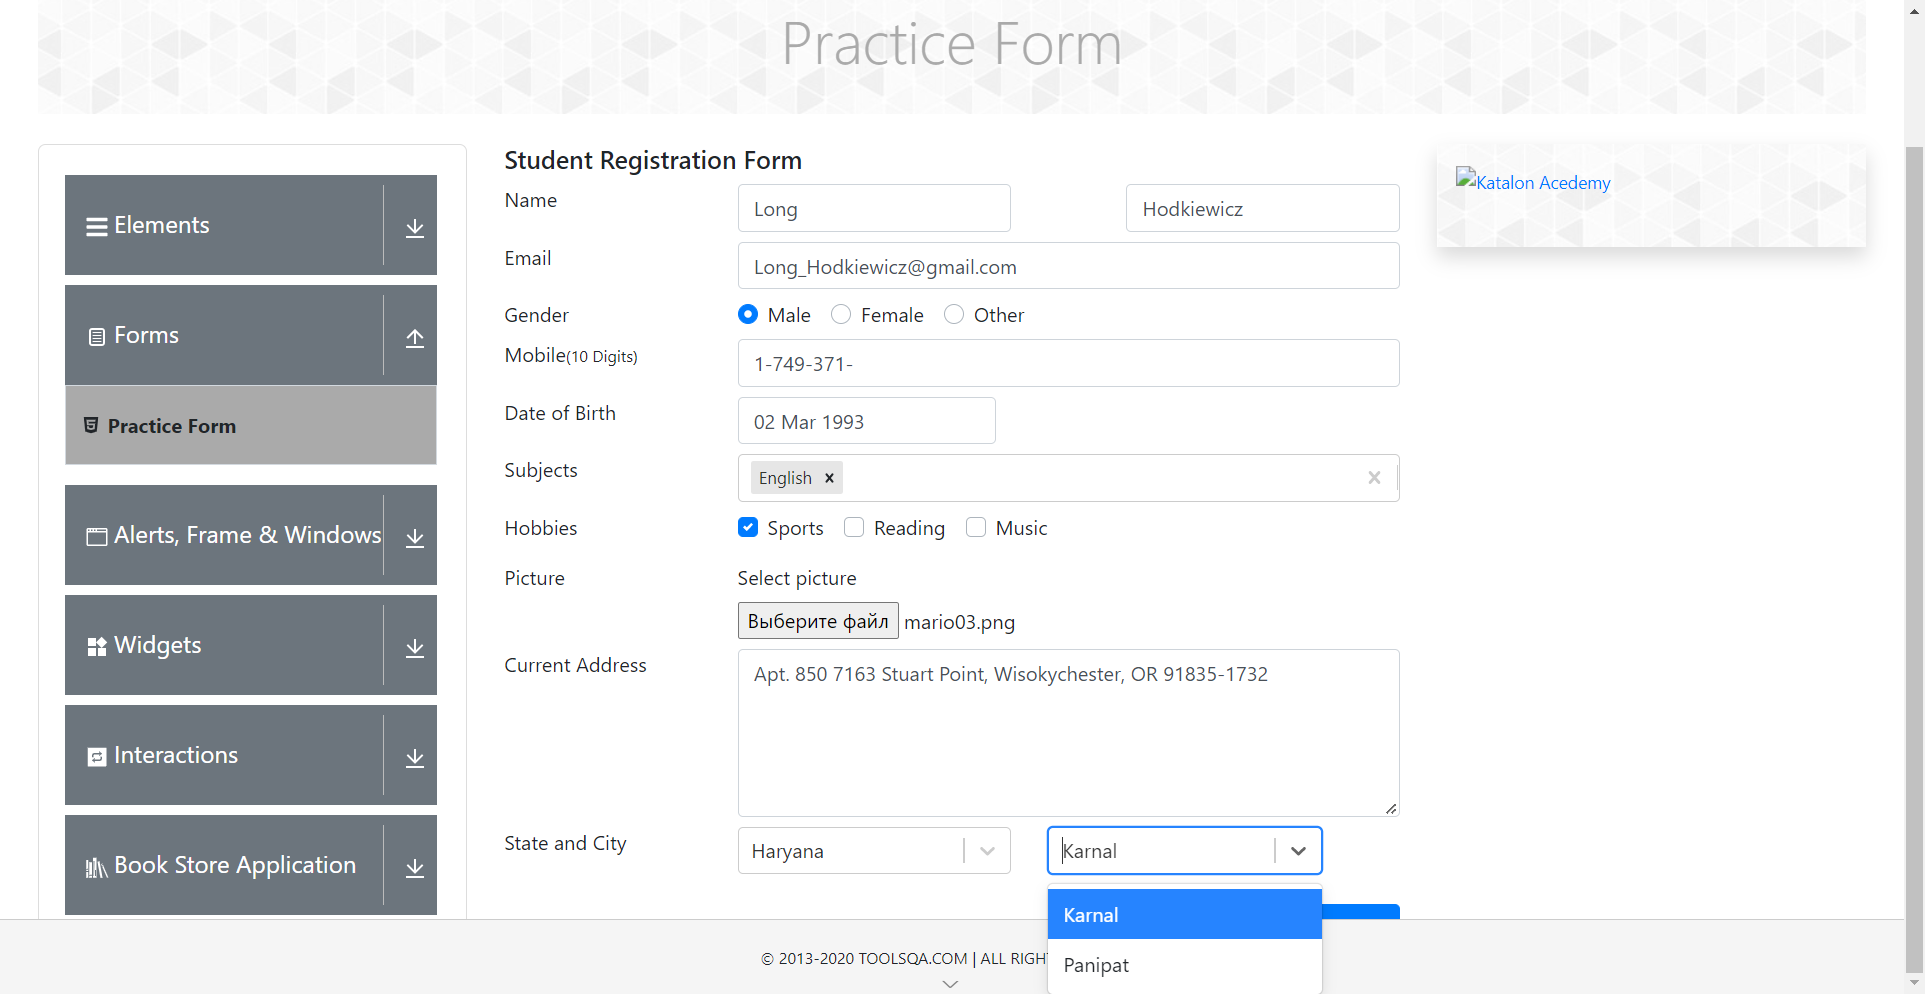 Practice Form
Elements
Forms
Practice Form
Alerts, Frame & Windows
Widgets
Interactions
Book Store Application
Student Registration Form
Name Long Hodkiewicz
Email Long_Hodkiewicz@gmail.com
Gender Male Female Other
Mobile(10 Digits) 1-749-371-
Date of Birth 02 Mar 1993
Subjects English
Hobbies Sports Reading Music
Picture Select picture
Выберите файл mario03.png
Current Address Apt. 850 7163 Stuart Point, Wisokychester, OR 91835-1732
State and City Haryana Karnal
Karnal
Panipat
Katalon Acedemy
© 2013-2020 TOOLSQA.COM | ALL RIGH